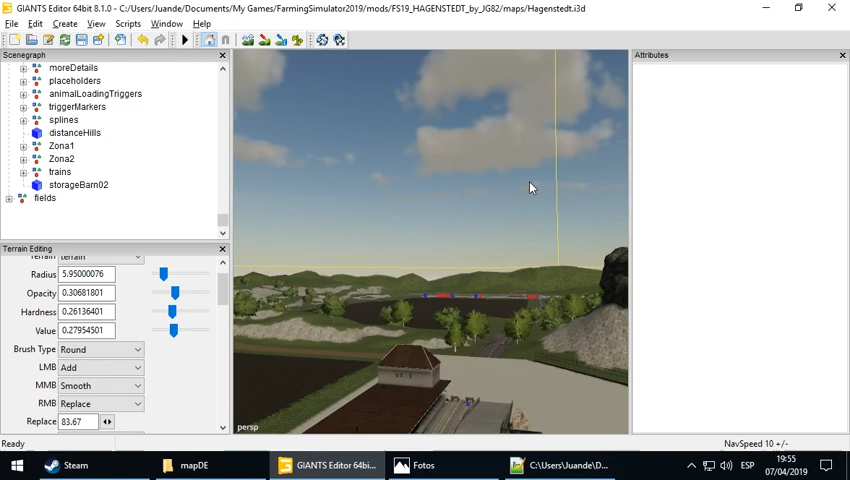 GIANTS Editor 64bit 8.1.0 - C:/Users/Juande/Documents/My Games/FarmingSimulator2019/mods/FS19_HAGENSTEDT_by_JG82/maps/Hagenstedt.i3d
File Edit Create View Scripts Window Help
Scenegraph
moreDetails
placeholders
animalLoadingTriggers
triggerMarkers
splines
distanceHills
Zona1
Zona2
trains
storageBarn02
fields
Terrain Editing
Terrain: terrain
Radius 5.95000076
Opacity 0.30681801
Hardness 0.26136401
Value 0.27954501
Brush Type Round
LMB Add
MMB Smooth
RMB Replace
Replace 83.67
persp
Attributes
Ready
NavSpeed 10 +/-
Steam
mapDE
GIANTS Editor 64bit...
Fotos
C:\Users\Juande\D...
ESP
19:55
07/04/2019